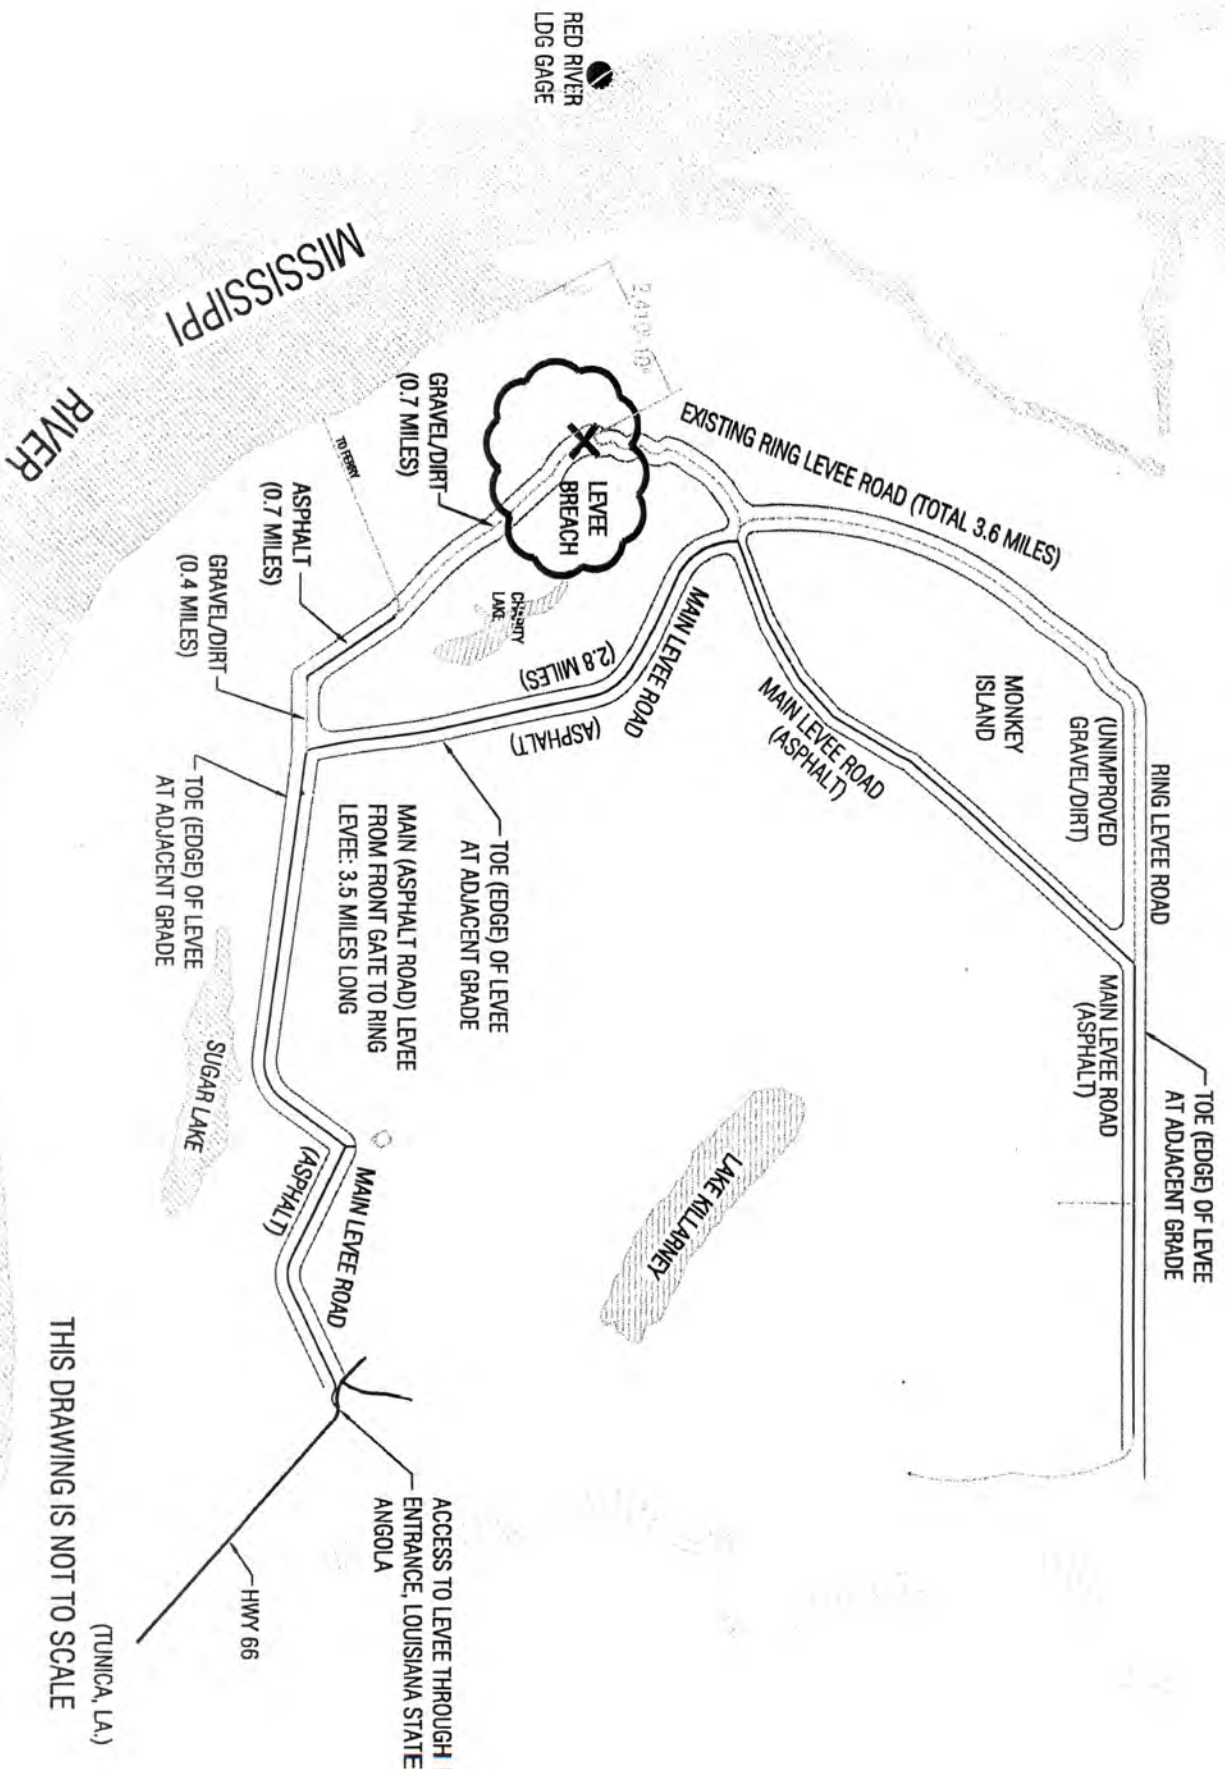 RED RIVER
LDG GAGE
MISSISSIPPI
RIVER
EXISTING RING LEVEE ROAD (TOTAL 3.6 MILES)
LEVEE
BREACH
GRAVEL/DIRT
(0.7 MILES)
TO FERRY
ASPHALT
(0.7 MILES)
GRAVEL/DIRT
(0.4 MILES)
CHARITY
LAKE
MAIN LEVEE ROAD
(2.8 MILES)
(ASPHALT)
MAIN LEVEE ROAD
(ASPHALT)
MONKEY
ISLAND
(UNIMPROVED
GRAVEL/DIRT)
RING LEVEE ROAD
MAIN LEVEE ROAD
(ASPHALT)
TOE (EDGE) OF LEVEE
AT ADJACENT GRADE
TOE (EDGE) OF LEVEE
AT ADJACENT GRADE
MAIN (ASPHALT ROAD) LEVEE
FROM FRONT GATE TO RING
LEVEE: 3.5 MILES LONG
TOE (EDGE) OF LEVEE
AT ADJACENT GRADE
SUGAR LAKE
LAKE KILLARNEY
MAIN LEVEE ROAD
(ASPHALT)
ACCESS TO LEVEE THROUGH
ENTRANCE, LOUISIANA STATE
ANGOLA
HWY 66
(TUNICA, LA.)
THIS DRAWING IS NOT TO SCALE